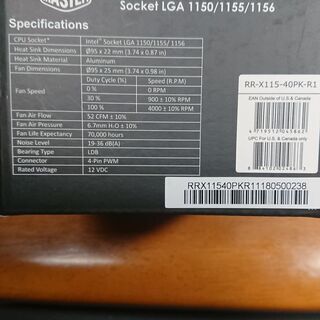 MASTER
Socket LGA 1150/1155/1156
Specifications
CPU Socket* Intel® Socket LGA 1150/1155/ 1156
Heat Sink Dimensions Ø95 x 22 mm (3.74 x 0.87 in)
Heat Sink Material Aluminum
Fan Dimensions Ø95 x 25 mm (3.74 x 0.98 in)
Fan Speed
Duty Cycle (%) Speed (R.P.M)
0% 0 RPM
30 % 900 ± 10% RPM
100 % 4000 ± 10% RPM
Fan Air Flow 52 CFM ± 10%
Fan Air Pressure 6.7mm H₂O ± 10%
Fan Life Expectancy 70,000 hours
Noise Level 19-36 dB(A)
Bearing Type LDB
Connector 4-Pin PWM
Rated Voltage 12 VDC
RR-X115-40PK-R1
EAN Outside of U.S & Canada
UPC For U.S. & Canada only
RRX11540PKR11180500238